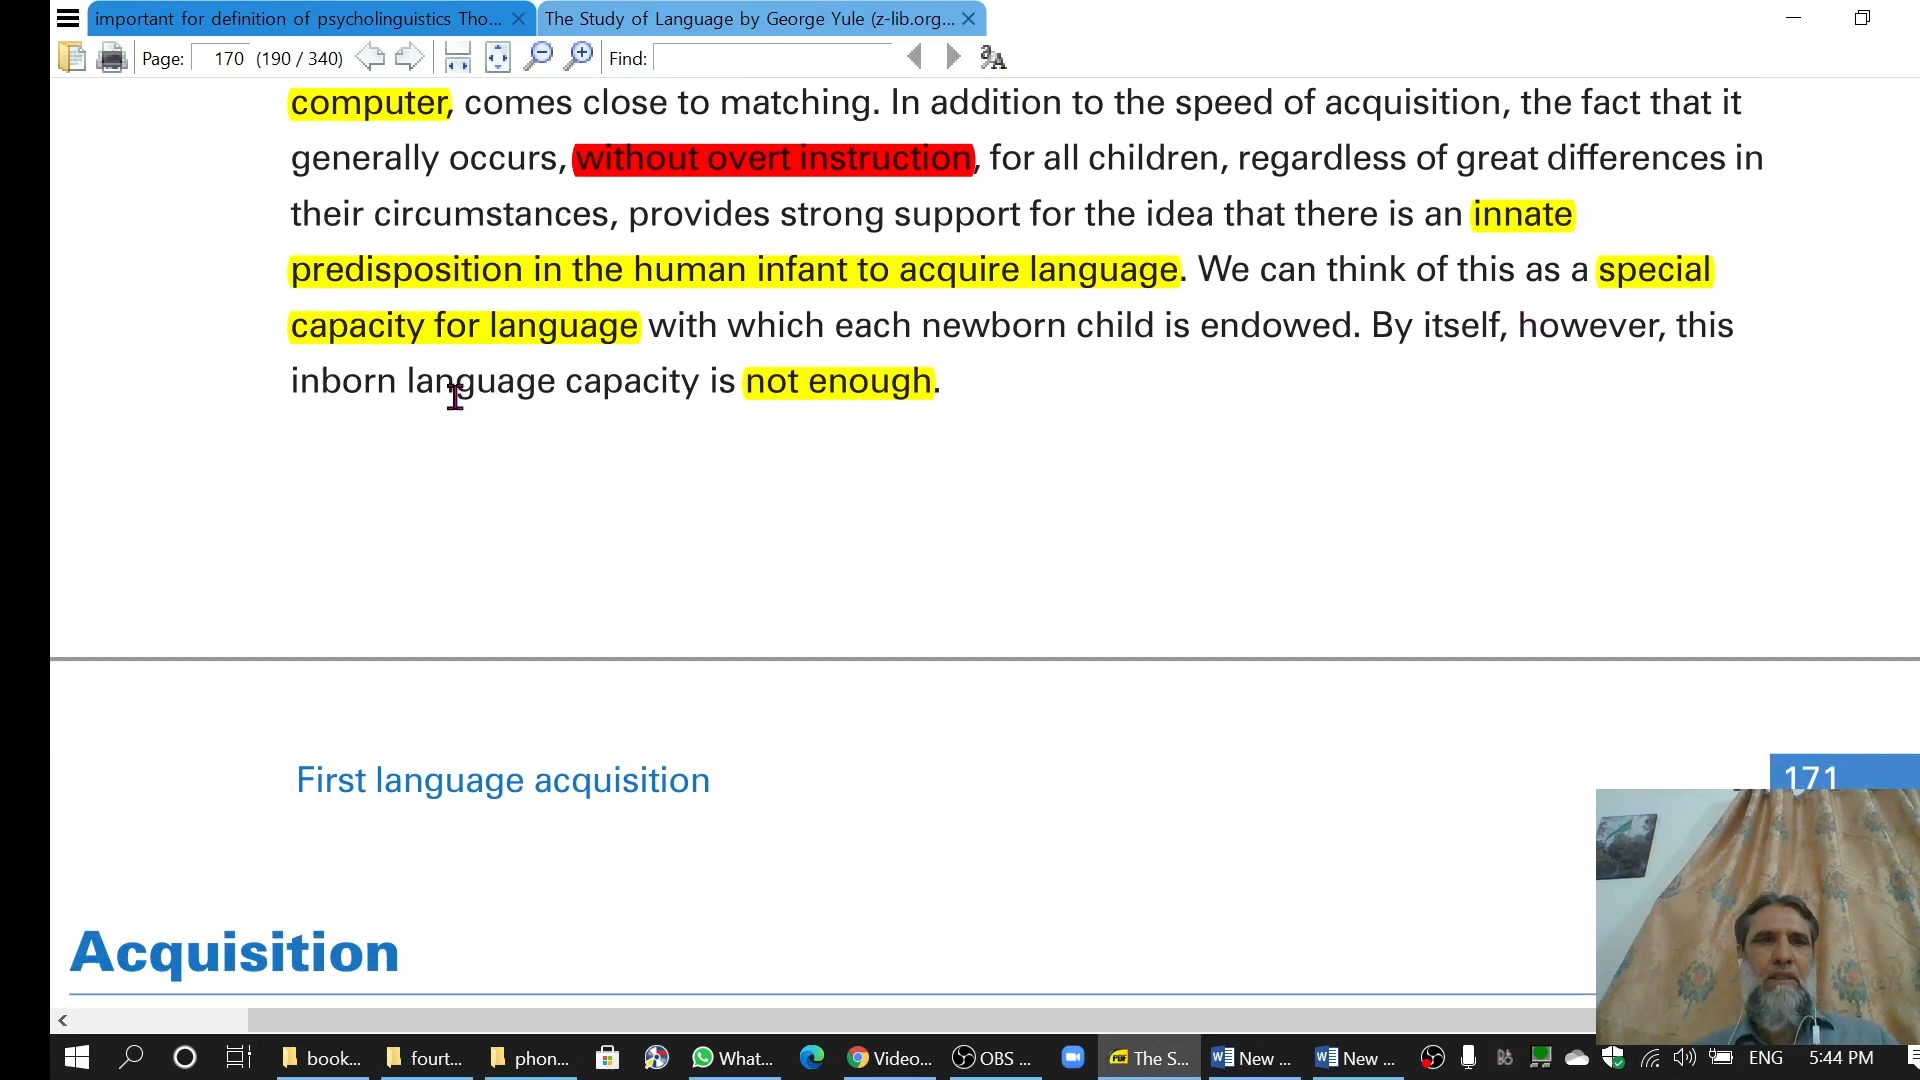 important for definition of psycholinguistics Tho...
The Study of Language by George Yule (z-lib.org...
Page: 170 (190 / 340) Find:
computer, comes close to matching. In addition to the speed of acquisition, the fact that it
generally occurs, without overt instruction, for all children, regardless of great differences in
their circumstances, provides strong support for the idea that there is an innate
predisposition in the human infant to acquire language. We can think of this as a special
capacity for language with which each newborn child is endowed. By itself, however, this
inborn language capacity is not enough.
First language acquisition
171
Acquisition
book... fourt... phon... What... Video... OBS ... The S... New ... New ... ENG 5:44 PM